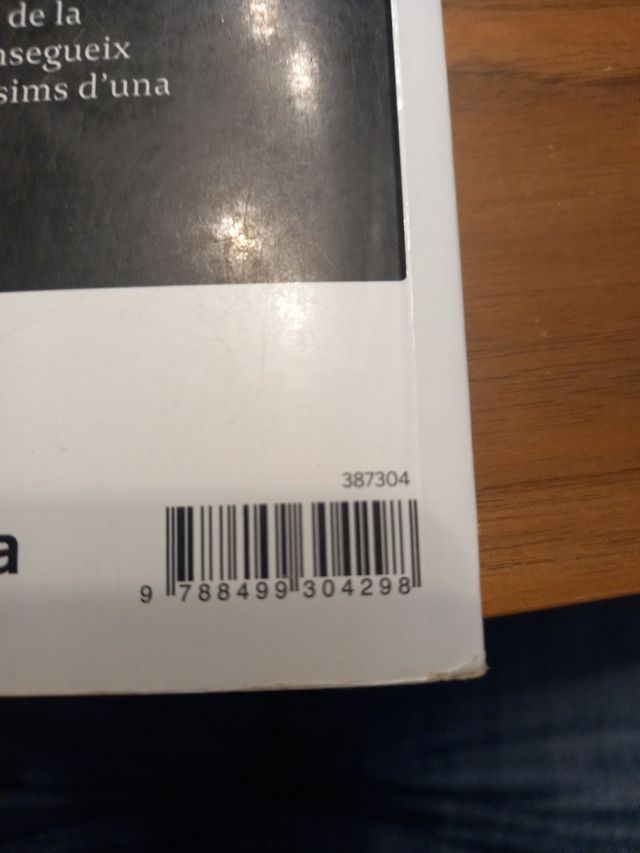 de la
nsegueix
sims d'una
387304
a
9 788499 304298